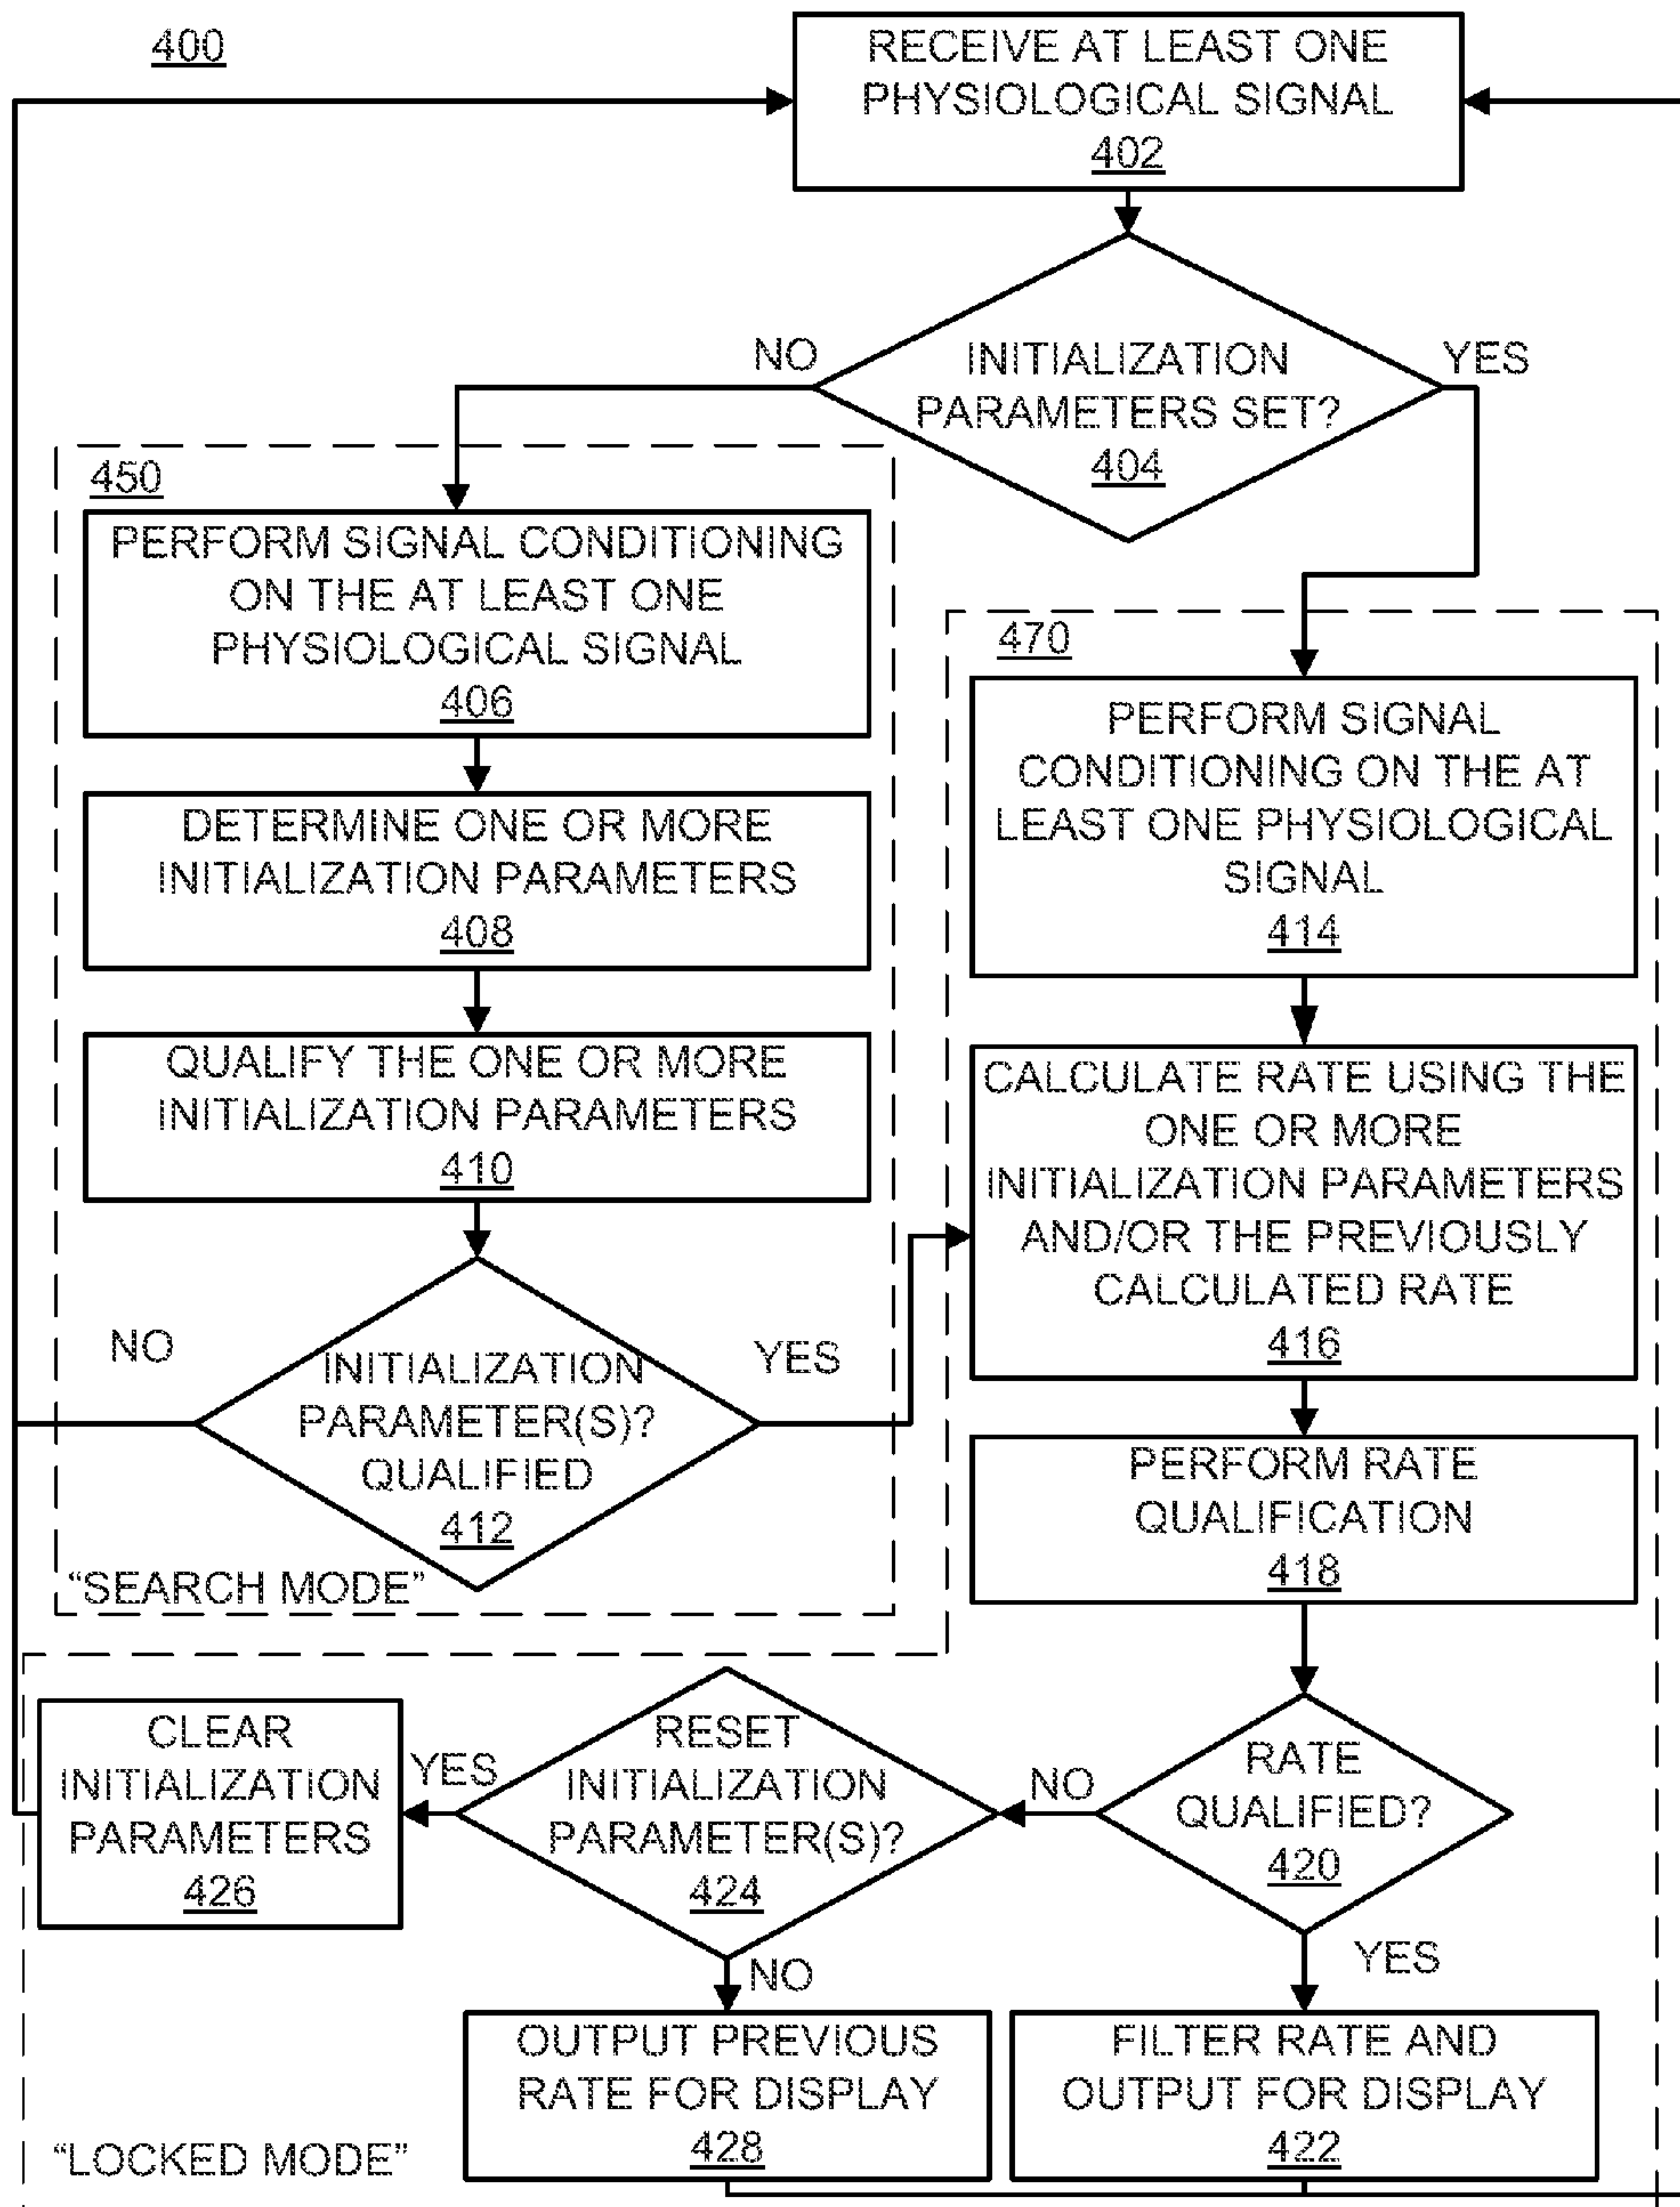 400
RECEIVE AT LEAST ONE
PHYSIOLOGICAL SIGNAL
402
INITIALIZATION
PARAMETERS SET?
404
NO
YES
450
PERFORM SIGNAL CONDITIONING
ON THE AT LEAST ONE
PHYSIOLOGICAL SIGNAL
406
DETERMINE ONE OR MORE
INITIALIZATION PARAMETERS
408
QUALIFY THE ONE OR MORE
INITIALIZATION PARAMETERS
410
NO
YES
INITIALIZATION
PARAMETER(S)?
QUALIFIED
412
“SEARCH MODE”
470
PERFORM SIGNAL
CONDITIONING ON THE AT
LEAST ONE PHYSIOLOGICAL
SIGNAL
414
CALCULATE RATE USING THE
ONE OR MORE
INITIALIZATION PARAMETERS
AND/OR THE PREVIOUSLY
CALCULATED RATE
416
PERFORM RATE
QUALIFICATION
418
RATE
QUALIFIED?
420
NO
YES
RESET
INITIALIZATION
PARAMETER(S)?
424
YES
NO
CLEAR
INITIALIZATION
PARAMETERS
426
OUTPUT PREVIOUS
RATE FOR DISPLAY
428
FILTER RATE AND
OUTPUT FOR DISPLAY
422
“LOCKED MODE”